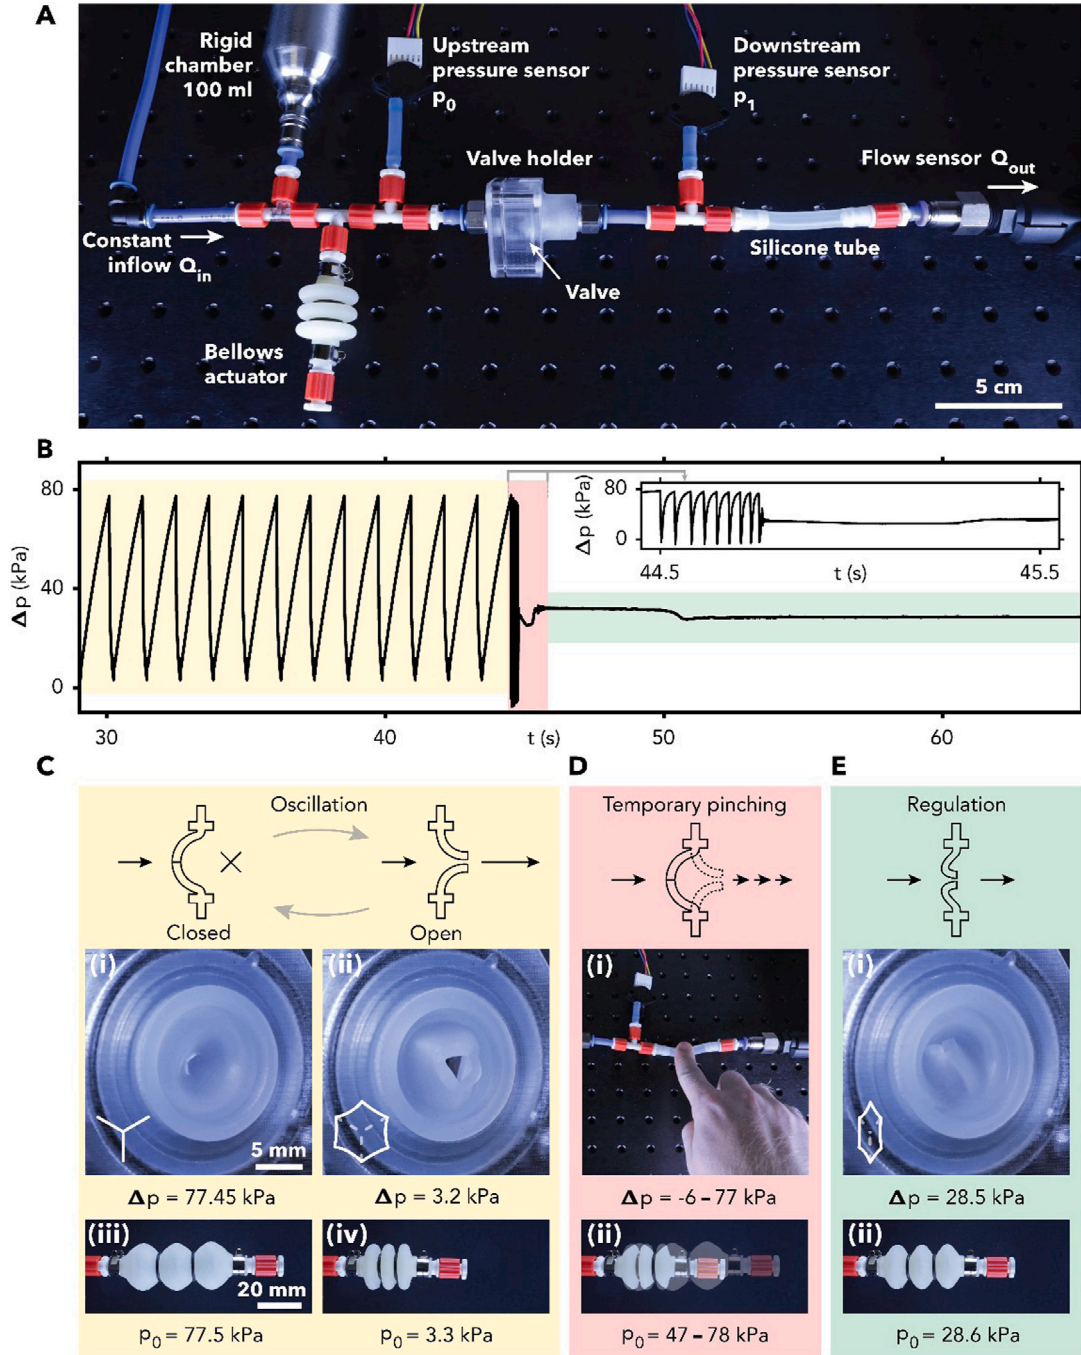 A
Rigid
chamber
100 ml
Upstream
pressure sensor
p0
Downstream
pressure sensor
p1
Valve holder
Flow sensor Qout
Constant
inflow Qin
Silicone tube
Valve
Bellows
actuator
5 cm
B
80
40
0
Δp (kPa)
80
0
Δp (kPa)
44.5
t (s)
45.5
30
40
t (s)
50
60
C
D
E
Oscillation
Closed
Open
Temporary pinching
Regulation
(i)
5 mm
(ii)
(i)
(i)
Δp = 77.45 kPa
Δp = 3.2 kPa
Δp = -6 – 77 kPa
Δp = 28.5 kPa
(iii)
20 mm
(iv)
(ii)
(ii)
p0 = 77.5 kPa
p0 = 3.3 kPa
p0 = 47 – 78 kPa
p0 = 28.6 kPa